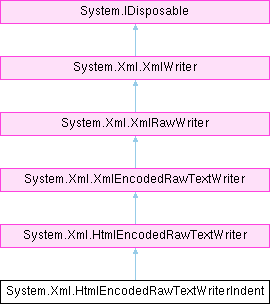 System.IDisposable
System.Xml.XmlWriter
System.Xml.XmlRawWriter
System.Xml.XmlEncodedRawTextWriter
System.Xml.HtmlEncodedRawTextWriter
System.Xml.HtmlEncodedRawTextWriterIndent